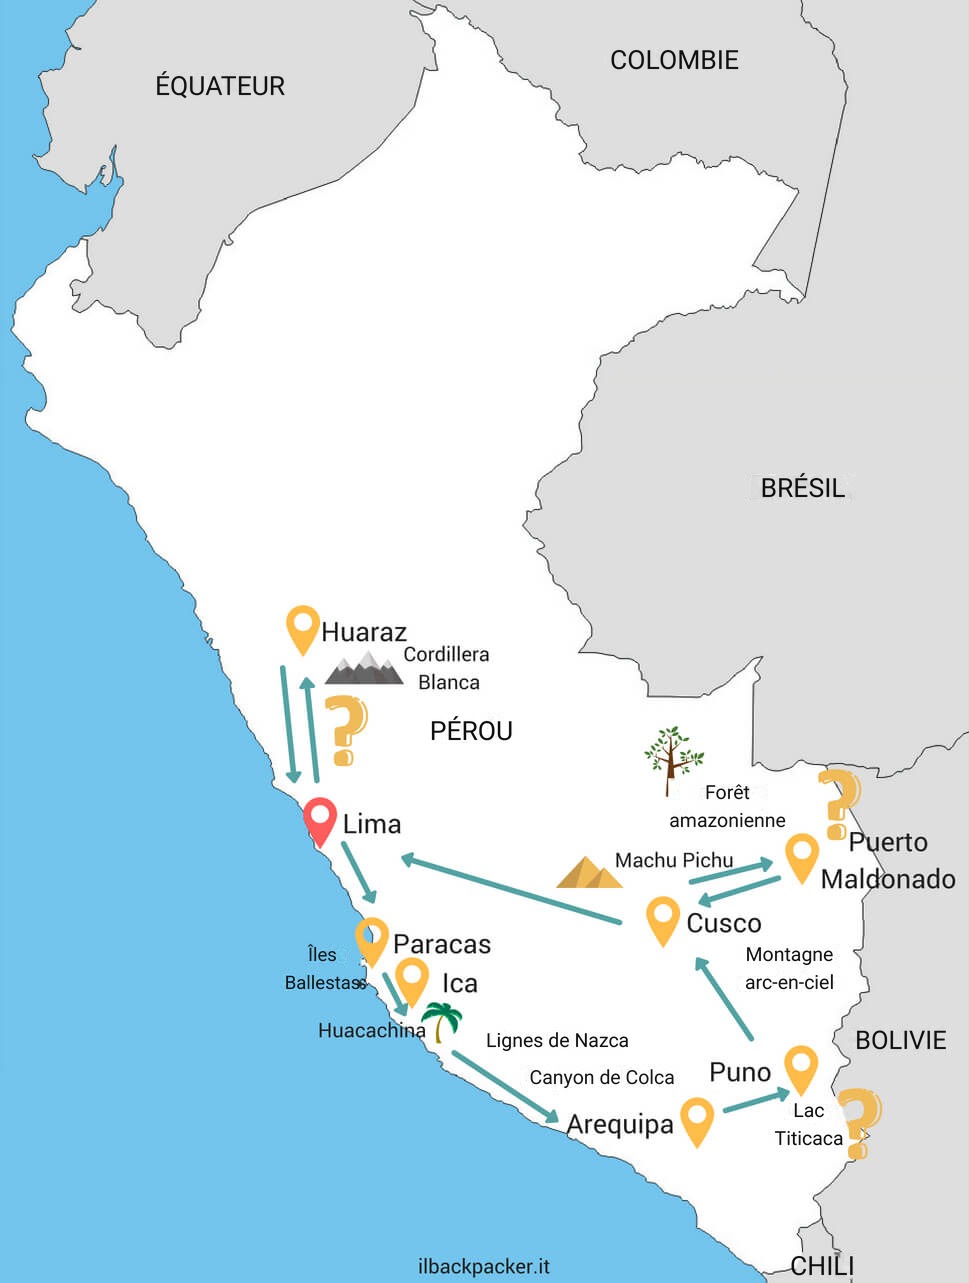 COLOMBIE
ÉQUATEUR
BRÉSIL
Huaraz
Cordillera
Blanca
?
PÉROU
Forêt
amazonienne
?
Lima
Puerto
Maldonado
Machu Pichu
Cusco
Paracas
Îles
Ballestas
Ica
Montagne
arc-en-ciel
Huacachina
Lignes de Nazca
BOLIVIE
Canyon de Colca
Puno
Lac
Titicaca
?
Arequipa
ilbackpacker.it
CHILI